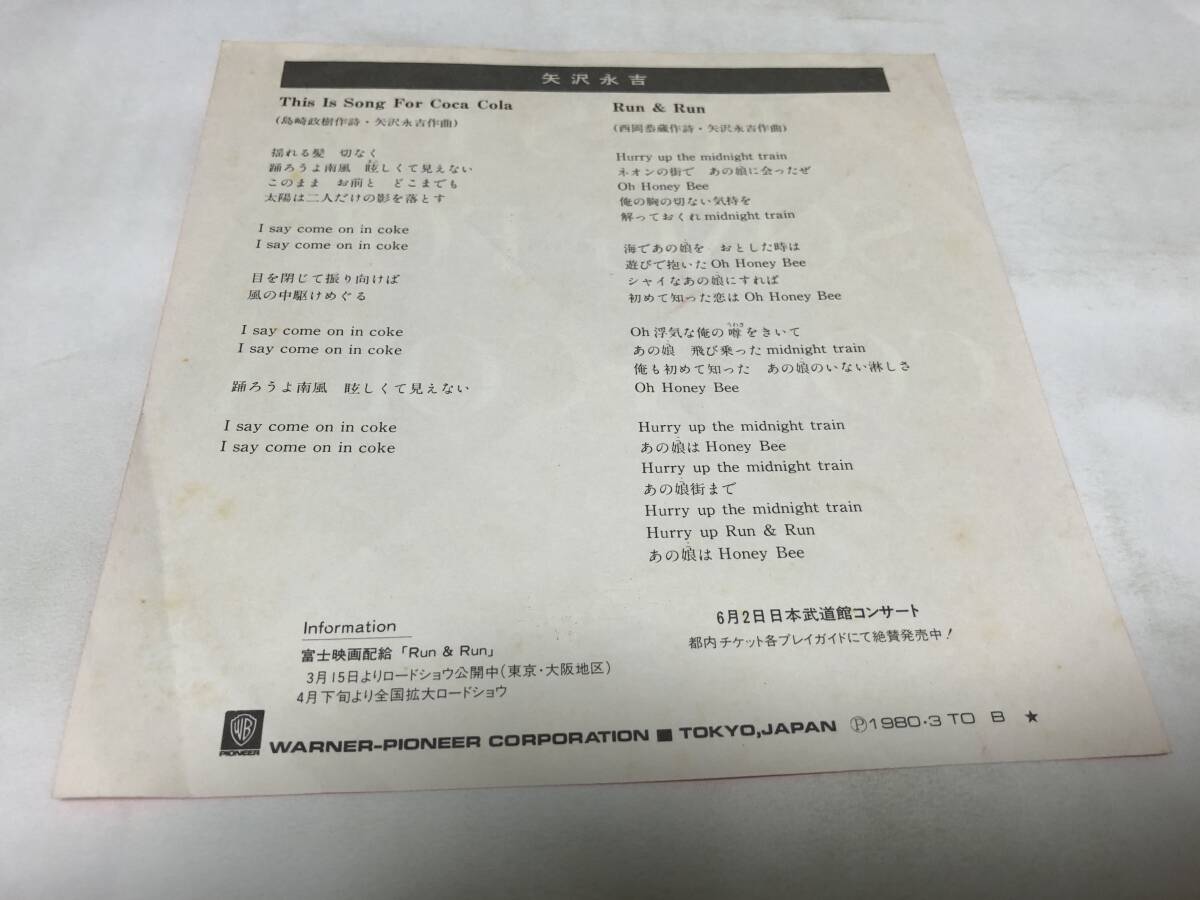 矢沢永吉
This Is Song For Coca Cola
(島崎政樹作詩・矢沢永吉作曲)
揺れる髪 切なく
踊ろうよ南風 眩しくて見えない
このまま お前と どこまでも
太陽は二人だけの影を落とす
I say come on in coke
I say come on in coke
目を閉じて振り向けば
風の中駆けめぐる
I say come on in coke
I say come on in coke
踊ろうよ南風 眩しくて見えない
I say come on in coke
I say come on in coke
Run & Run
(西岡恭蔵作詩・矢沢永吉作曲)
Hurry up the midnight train
ネオンの街で あの娘に会ったぜ
Oh Honey Bee
俺の胸の切ない気持を
解っておくれ midnight train
海であの娘を おとした時は
遊びで抱いた Oh Honey Bee
シャイなあの娘にすれば
初めて知った恋は Oh Honey Bee
Oh 浮気な俺の噂をきいて
あの娘 飛び乗った midnight train
俺も初めて知った あの娘のいない淋しさ
Oh Honey Bee
Hurry up the midnight train
あの娘は Honey Bee
Hurry up the midnight train
あの娘街まで
Hurry up the midnight train
Hurry up Run & Run
あの娘は Honey Bee
Information
富士映画配給「Run & Run」
3月15日よりロードショウ公開中(東京・大阪地区)
4月下旬より全国拡大ロードショウ
6月2日日本武道館コンサート
都内チケット各プレイガイドにて絶賛発売中!
WB
PIONEER
WARNER-PIONEER CORPORATION ■ TOKYO,JAPAN Ⓟ1980・3 TO B ★